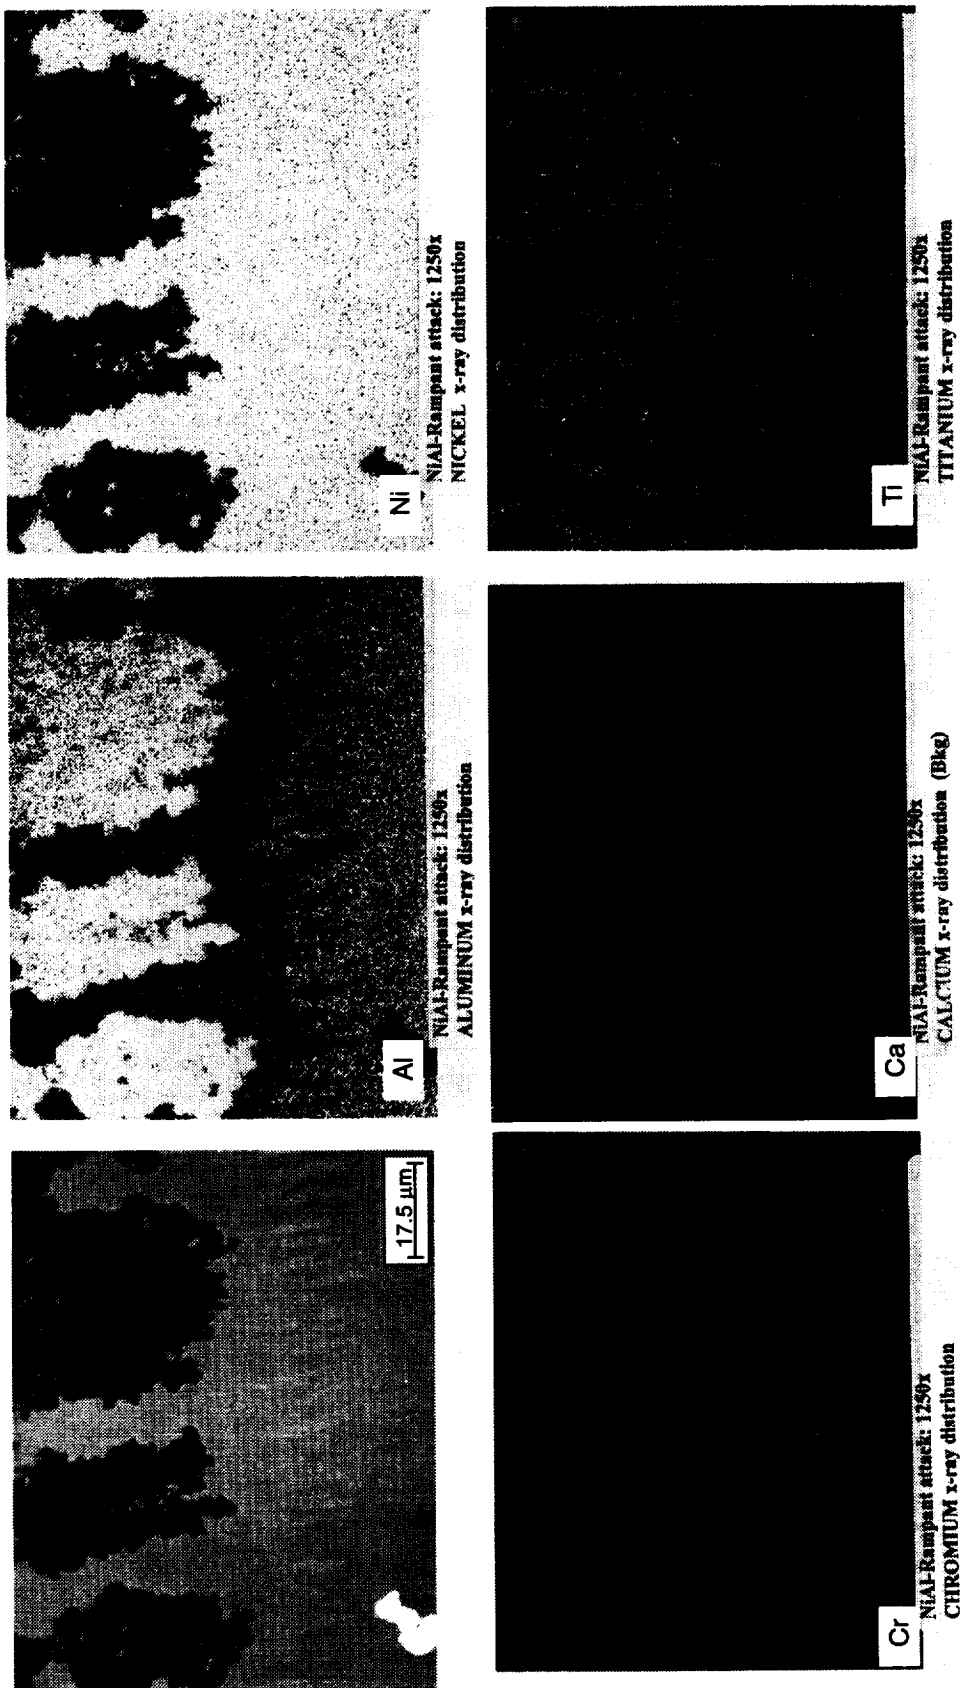 17.5 µm
Al
NiAl-Rampant attack: 1250x
ALUMINUM x-ray distribution
Ni
NiAl-Rampant attack: 1250x
NICKEL x-ray distribution
Cr
NiAl-Rampant attack: 1250x
CHROMIUM x-ray distribution
Ca
NiAl-Rampant attack: 1250x
CALCIUM x-ray distribution (Bkg)
Ti
NiAl-Rampant attack: 1250x
TITANIUM x-ray distribution